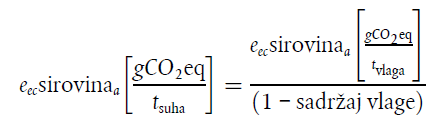 e_ec sirovina_a [gCO₂eq / t_suha] = e_ec sirovina_a [gCO₂eq / t_vlaga] / (1 − sadržaj vlage)